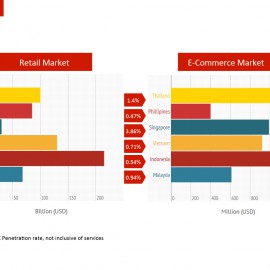 Retail Market
E-Commerce Market
1.4%
Thailand
0.47%
Phillipines
3.86%
Singapore
0.71%
Vietnam
0.54%
Indonesia
0.94%
Malaysia
50
100
150
200
200
400
600
800
Billion (USD)
Million (USD)
Penetration rate, not inclusive of services